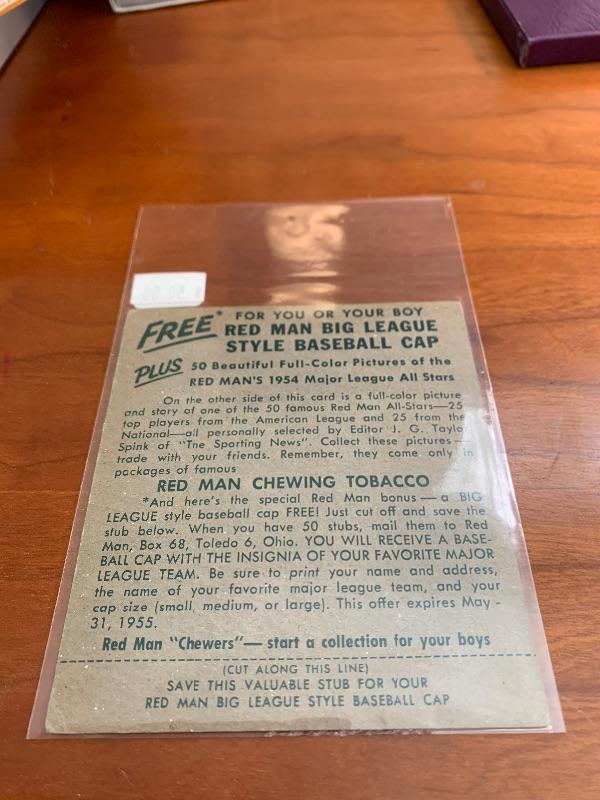 FREE* FOR YOU OR YOUR BOY
RED MAN BIG LEAGUE
STYLE BASEBALL CAP
PLUS 50 Beautiful Full-Color Pictures of the
RED MAN'S 1954 Major League All Stars
On the other side of this card is a full-color picture
and story of one of the 50 famous Red Man All-Stars—25
top players from the American League and 25 from the
National—all personally selected by Editor J. G. Taylo
Spink of "The Sporting News". Collect these pictures—
trade with your friends. Remember, they come only in
packages of famous
RED MAN CHEWING TOBACCO
*And here's the special Red Man bonus—a BIG
LEAGUE style baseball cap FREE! Just cut off and save the
stub below. When you have 50 stubs, mail them to Red
Man, Box 68, Toledo 6, Ohio. YOU WILL RECEIVE A BASE-
BALL CAP WITH THE INSIGNIA OF YOUR FAVORITE MAJOR
LEAGUE TEAM. Be sure to print your name and address,
the name of your favorite major league team, and your
cap size (small, medium, or large). This offer expires May
31, 1955.
Red Man "Chewers"—start a collection for your boys
(CUT ALONG THIS LINE)
SAVE THIS VALUABLE STUB FOR YOUR
RED MAN BIG LEAGUE STYLE BASEBALL CAP